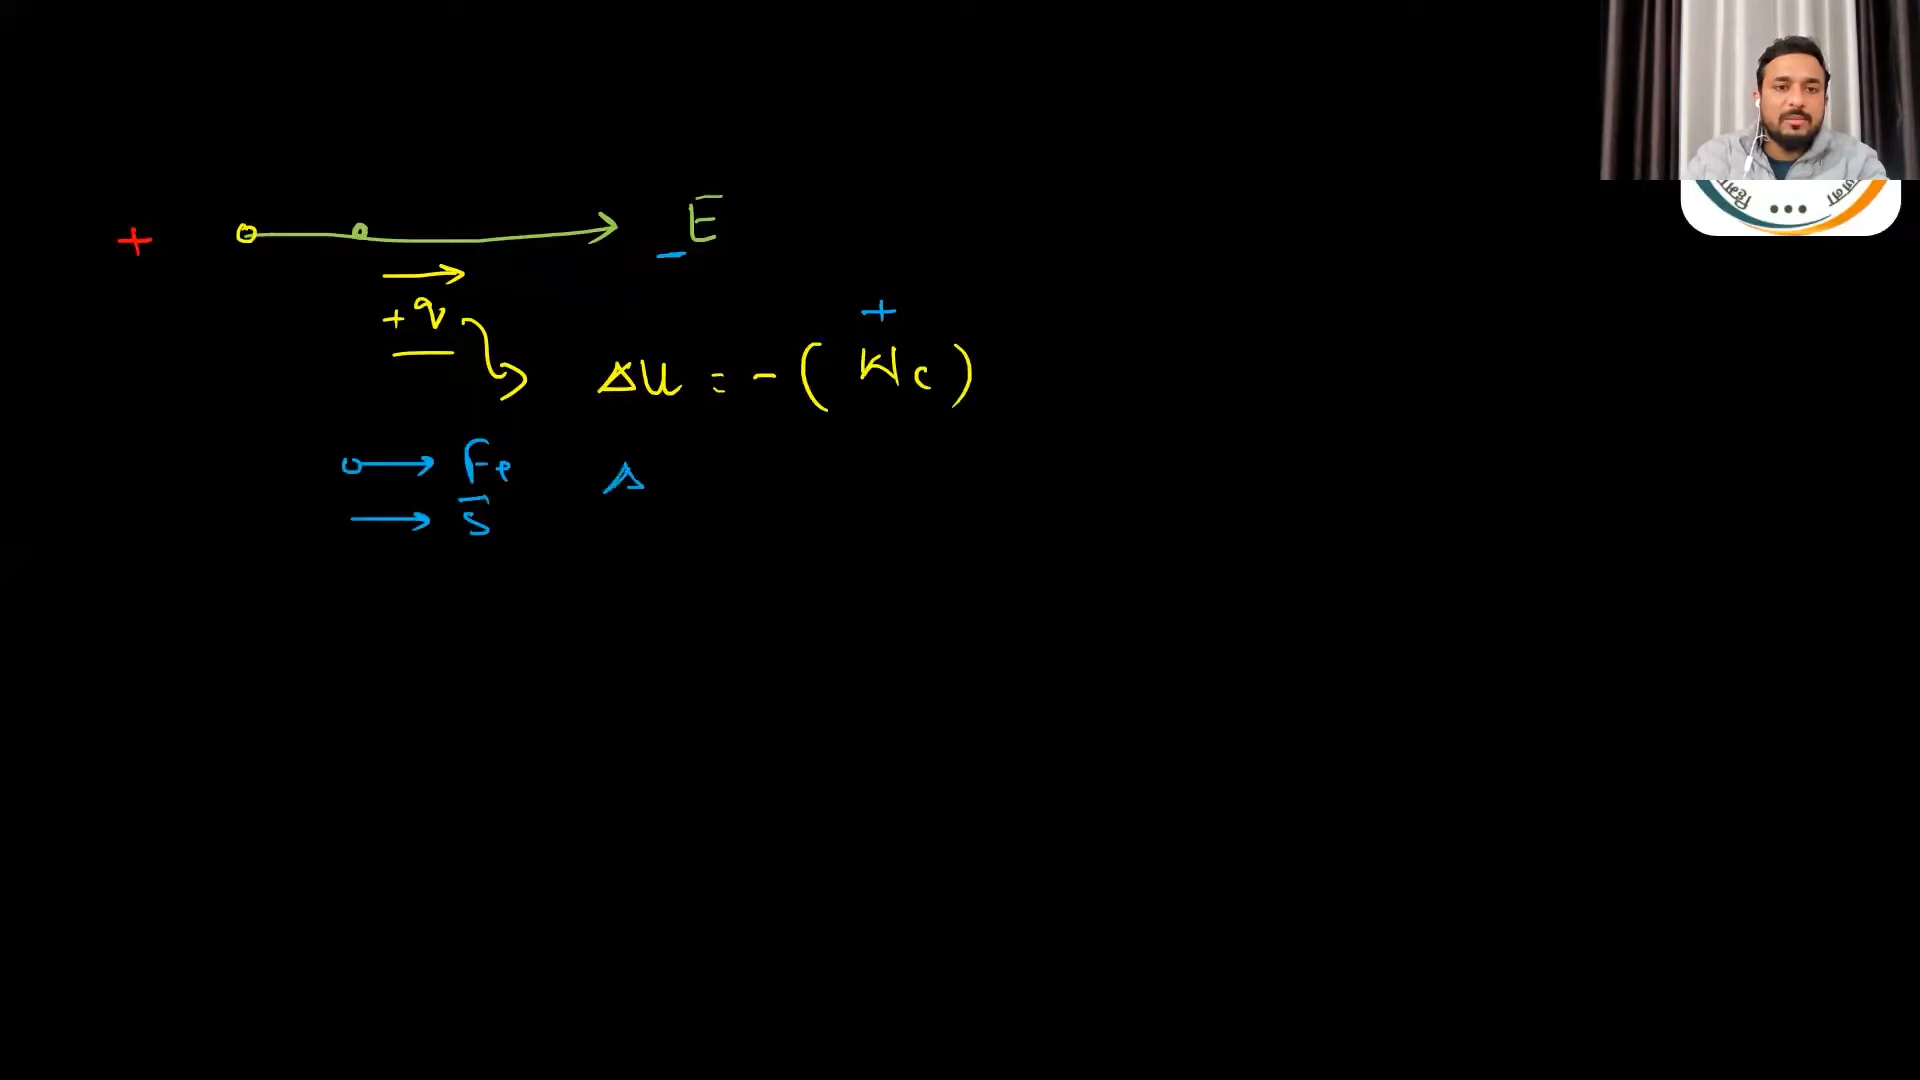 + E
-
+q
+
ΔU = - ( Wc )
Fe Δ
S